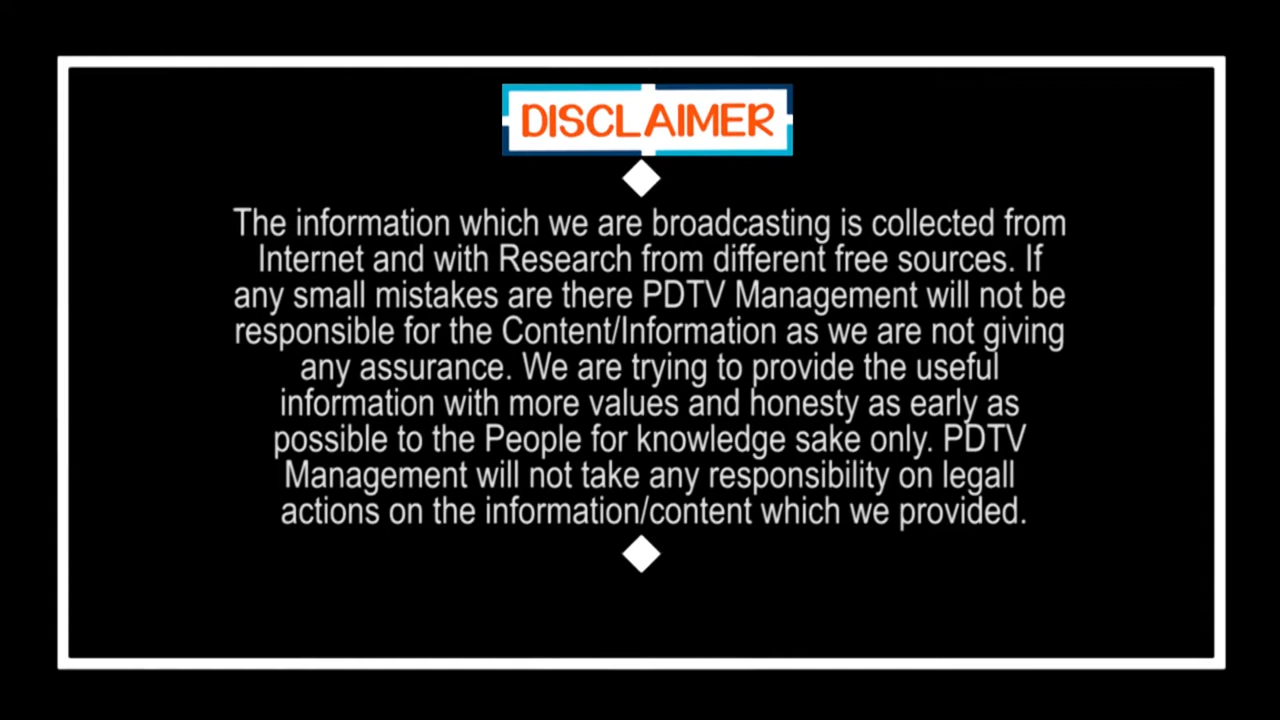 DISCLAIMER
The information which we are broadcasting is collected from
Internet and with Research from different free sources. If
any small mistakes are there PDTV Management will not be
responsible for the Content/Information as we are not giving
any assurance. We are trying to provide the useful
information with more values and honesty as early as
possible to the People for knowledge sake only. PDTV
Management will not take any responsibility on legall
actions on the information/content which we provided.